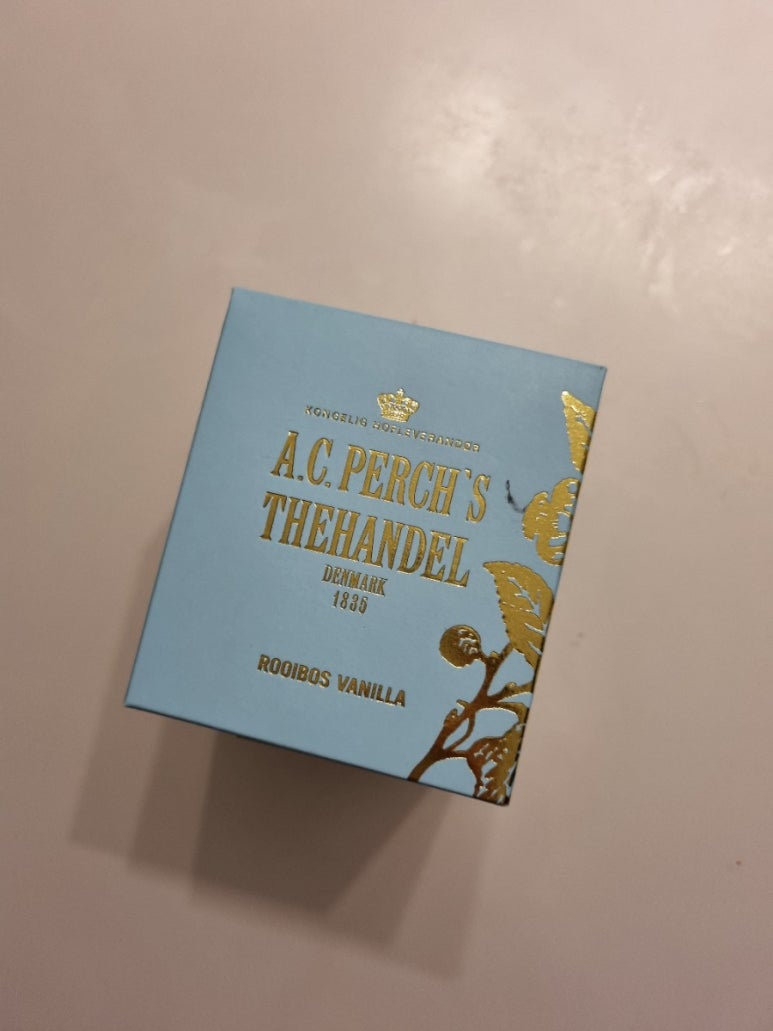 KONGELIG HOFLEVERANDØR
A.C. PERCH'S
THEHANDEL
DENMARK
1835
ROOIBOS VANILLA